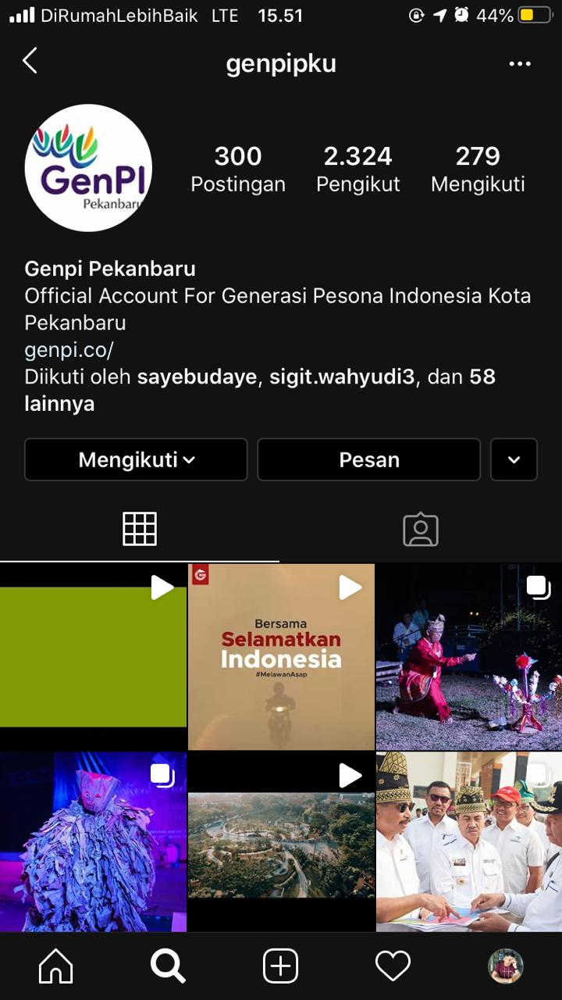 DiRumahLebihBaik LTE 15.51 44%
genpipku
GenPI
Pekanbaru
300 2.324 279
Postingan Pengikut Mengikuti
Genpi Pekanbaru
Official Account For Generasi Pesona Indonesia Kota
Pekanbaru
genpi.co/
Diikuti oleh sayebudaye, sigit.wahyudi3, dan 58
lainnya
Mengikuti Pesan
Bersama
Selamatkan
Indonesia
#MelawanAsap